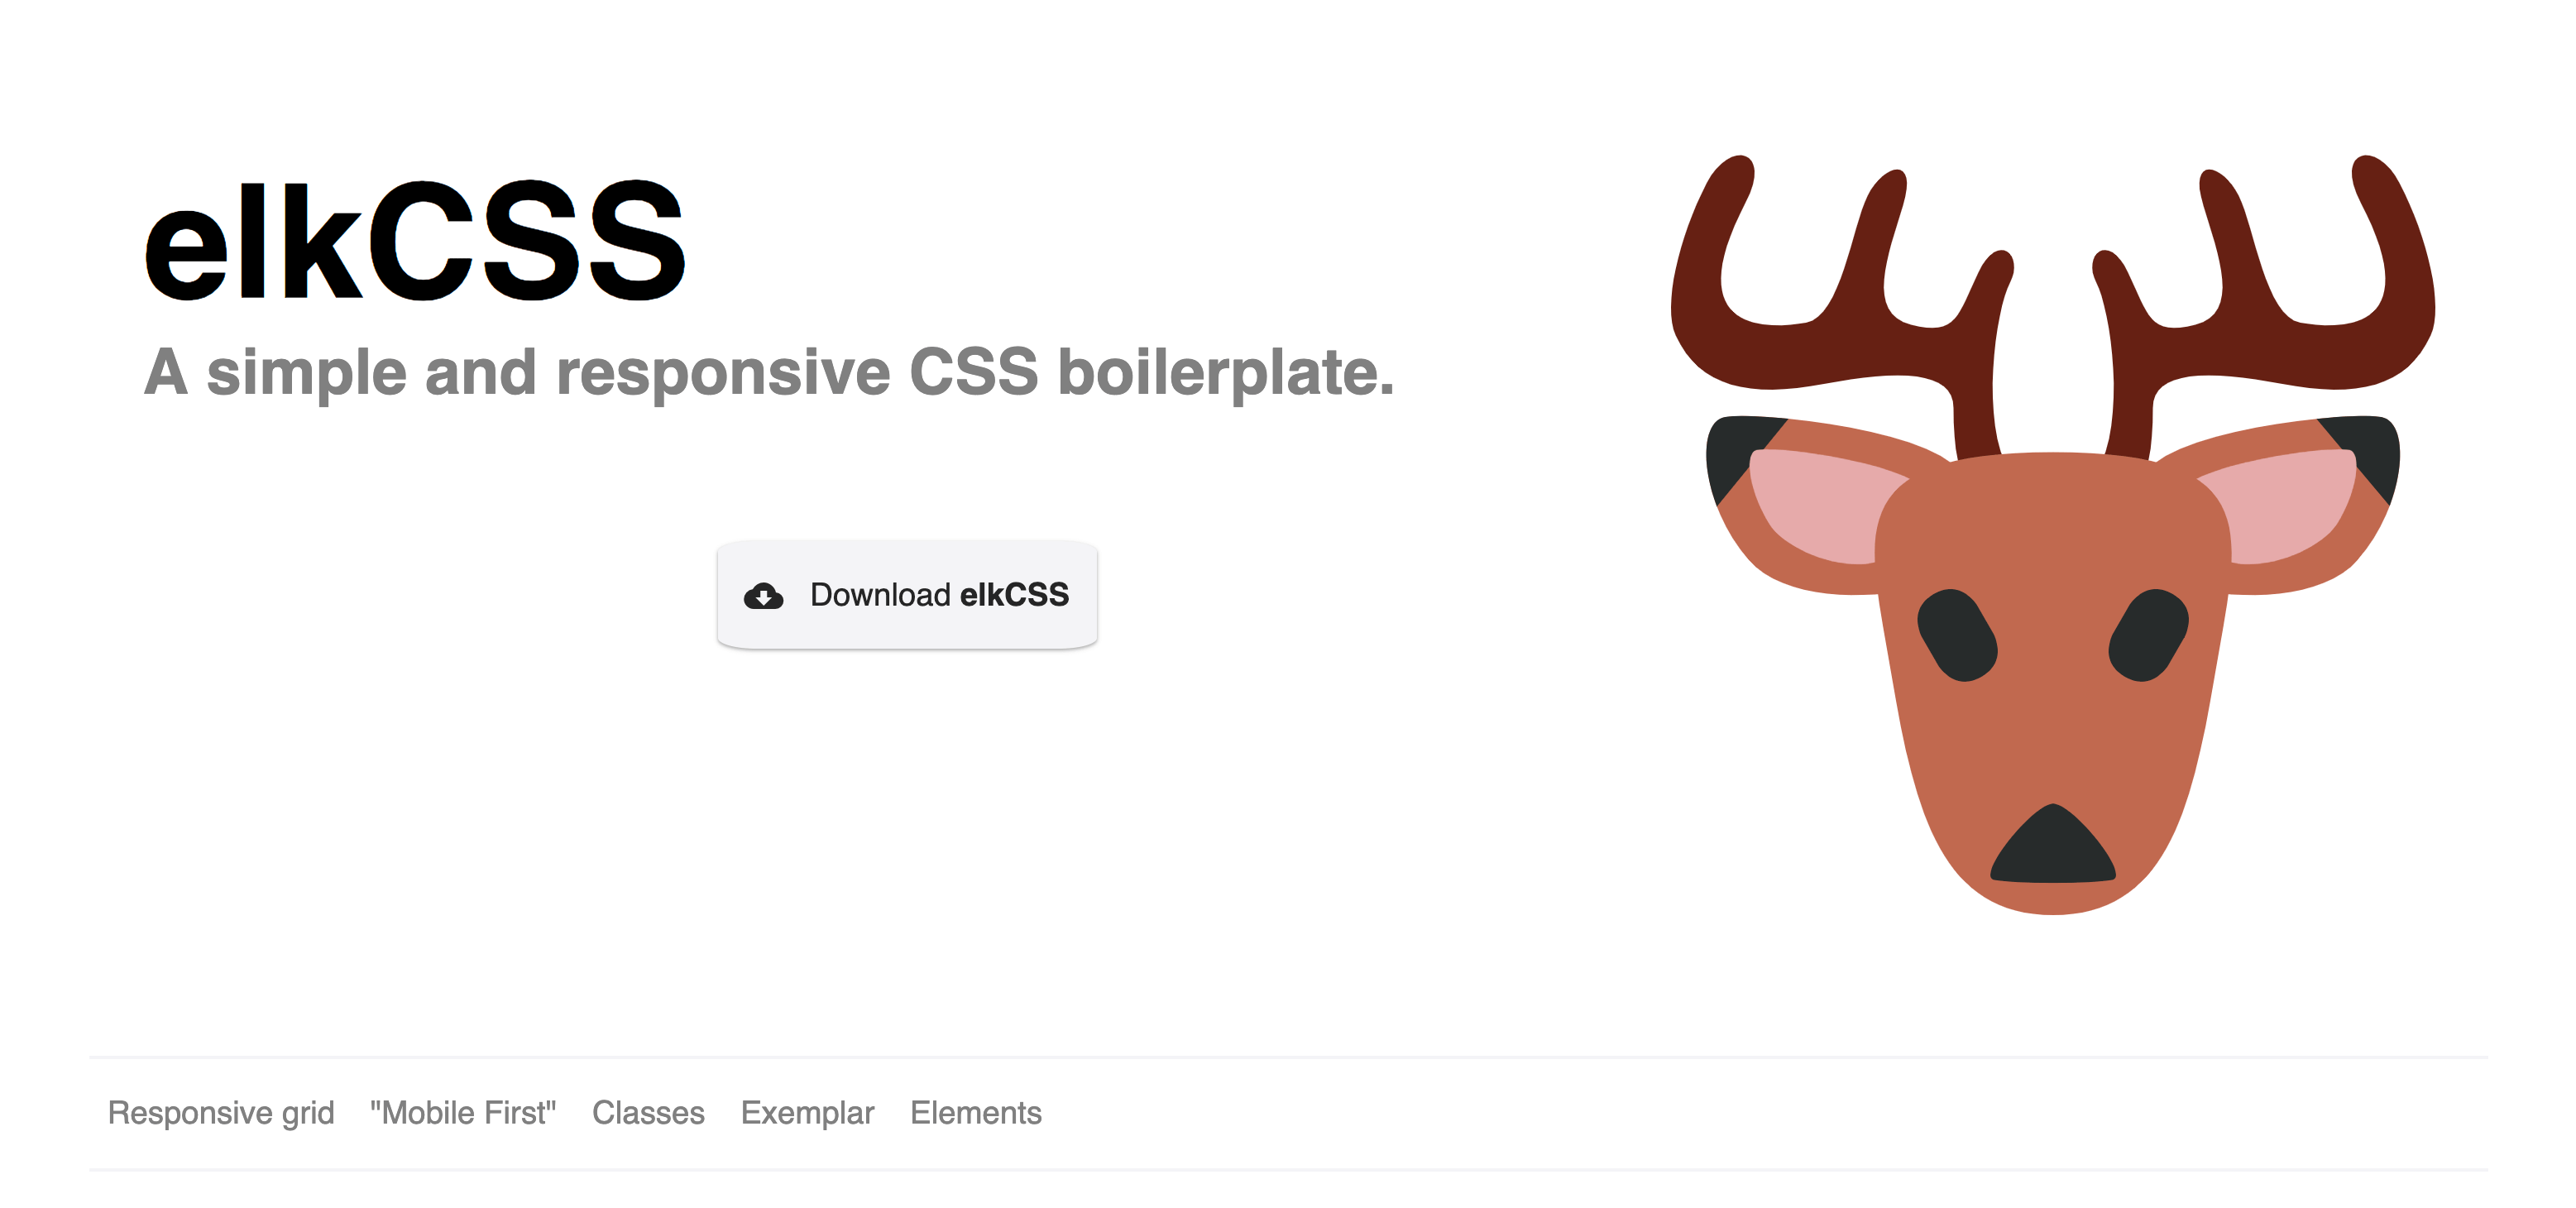 elkCSS
A simple and responsive CSS boilerplate.
Download elkCSS
Responsive grid "Mobile First" Classes Exemplar Elements